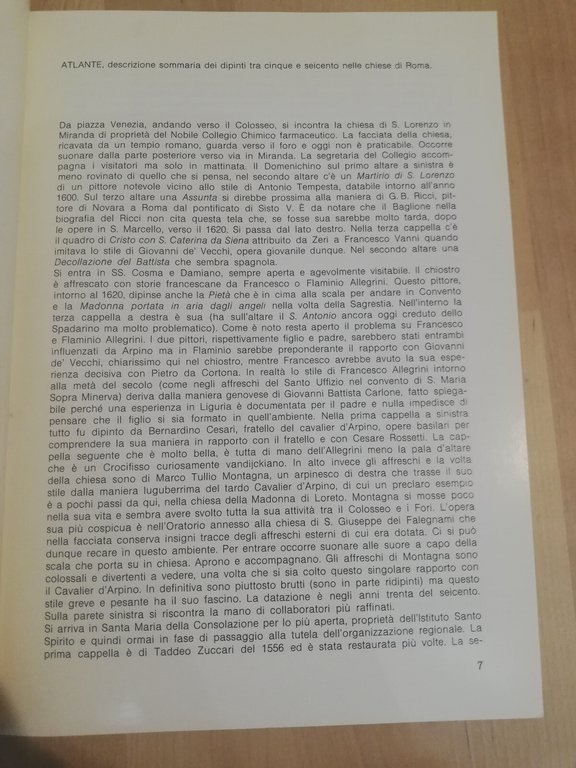 ATLANTE, descrizione sommaria dei dipinti tra cinque e seicento nelle chiese di Roma.
Da piazza Venezia, andando verso il Colosseo, si incontra la chiesa di S. Lorenzo in
Miranda di proprietà del Nobile Collegio Chimico farmaceutico. La facciata della chiesa,
ricavata da un tempio romano, guarda verso il foro e oggi non è praticabile. Occorre
suonare dalla parte posteriore verso via in Miranda. La segretaria del Collegio accom-
pagna i visitatori ma solo in mattinata. Il Domenichino sul primo altare a sinistra è
meno rovinato di quello che si pensa, nel secondo altare c'è un Martirio di S. Lorenzo
di un pittore notevole vicino allo stile di Antonio Tempesta, databile intorno all'anno
1600. Sul terzo altare una Assunta si direbbe prossima alla maniera di G.B. Ricci, pit-
tore di Novara a Roma dal pontificato di Sisto V. È da notare che il Baglione nella
biografia del Ricci non cita questa tela che, se fosse sua sarebbe molto tarda, dopo
le opere in S. Marcello, verso il 1620. Si passa dal lato destro. Nella terza cappella c'è
il quadro di Cristo con S. Caterina da Siena attribuito da Zeri a Francesco Vanni quando
imitava lo stile di Giovanni de' Vecchi, opera giovanile dunque. Nel secondo altare una
Decollazione del Battista che sembra spagnola.
Si entra in SS. Cosma e Damiano, sempre aperta e agevolmente visitabile. Il chiostro
è affrescato con storie francescane da Francesco o Flaminio Allegrini. Questo pittore,
intorno al 1620, dipinse anche la Pietà che è in cima alla scala per andare in Convento
e la Madonna portata in aria dagli angeli nella volta della Sagrestia. Nell'interno la
terza cappella a destra è sua (ha sull'altare il S. Antonio ancora oggi creduto dello
Spadarino ma molto problematico). Come è noto resta aperto il problema su Francesco
e Flaminio Allegrini. I due pittori, rispettivamente figlio e padre, sarebbero stati entrambi
influenzati da Arpino ma in Flaminio sarebbe preponderante il rapporto con Giovanni
de' Vecchi, chiarissimo qui nel chiostro, mentre Francesco avrebbe avuto la sua espe-
rienza decisiva con Pietro da Cortona. In realtà lo stile di Francesco Allegrini intorno
alla metà del secolo (come negli affreschi del Santo Uffizio nel convento di S. Maria
Sopra Minerva) deriva dalla maniera genovese di Giovanni Battista Carlone, fatto spiega-
bile perché una esperienza in Liguria è documentata per il padre e nulla impedisce di
pensare che il figlio si sia formato in quell'ambiente. Nella prima cappella a sinistra
tutto fu dipinto da Bernardino Cesari, fratello del cavalier d'Arpino, opere basilari per
comprendere la sua maniera in rapporto con il fratello e con Cesare Rossetti. La cap-
pella seguente che è molto bella, è tutta di mano dell'Allegrini meno la pala d'altare
che è un Crocifisso curiosamente vandijckiano. In alto invece gli affreschi e la volta
della chiesa sono di Marco Tullio Montagna, un arpinesco di destra che trasse il suo
stile dalla maniera luguberrima del tardo Cavalier d'Arpino, di cui un preclaro esempio
è a pochi passi da qui, nella chiesa della Madonna di Loreto. Montagna si mosse poco
nella sua vita e sembra avere svolto tutta la sua attività tra il Colosseo e i Fori. L'opera
sua più cospicua è nell'Oratorio annesso alla chiesa di S. Giuseppe dei Falegnami che
nella facciata conserva insigni tracce degli affreschi esterni di cui era dotata. Ci si può
dunque recare in questo ambiente. Per entrare occorre suonare alle suore a capo della
scala che porta su in chiesa. Aprono e accompagnano. Gli affreschi di Montagna sono
colossali e divertenti a vedere, una volta che si sia colto questo singolare rapporto con
il Cavalier d'Arpino. In definitiva sono piuttosto brutti (sono in parte ridipinti) ma questo
stile greve e pesante ha il suo fascino. La datazione è negli anni trenta del seicento.
Sulla parete sinistra si riscontra la mano di collaboratori più raffinati.
Si arriva in Santa Maria della Consolazione per lo più aperta, proprietà dell'Istituto Santo
Spirito e quindi ormai in fase di passaggio alla tutela dell'organizzazione regionale. La
prima cappella è di Taddeo Zuccari del 1556 ed è stata restaurata più volte. La se-
7